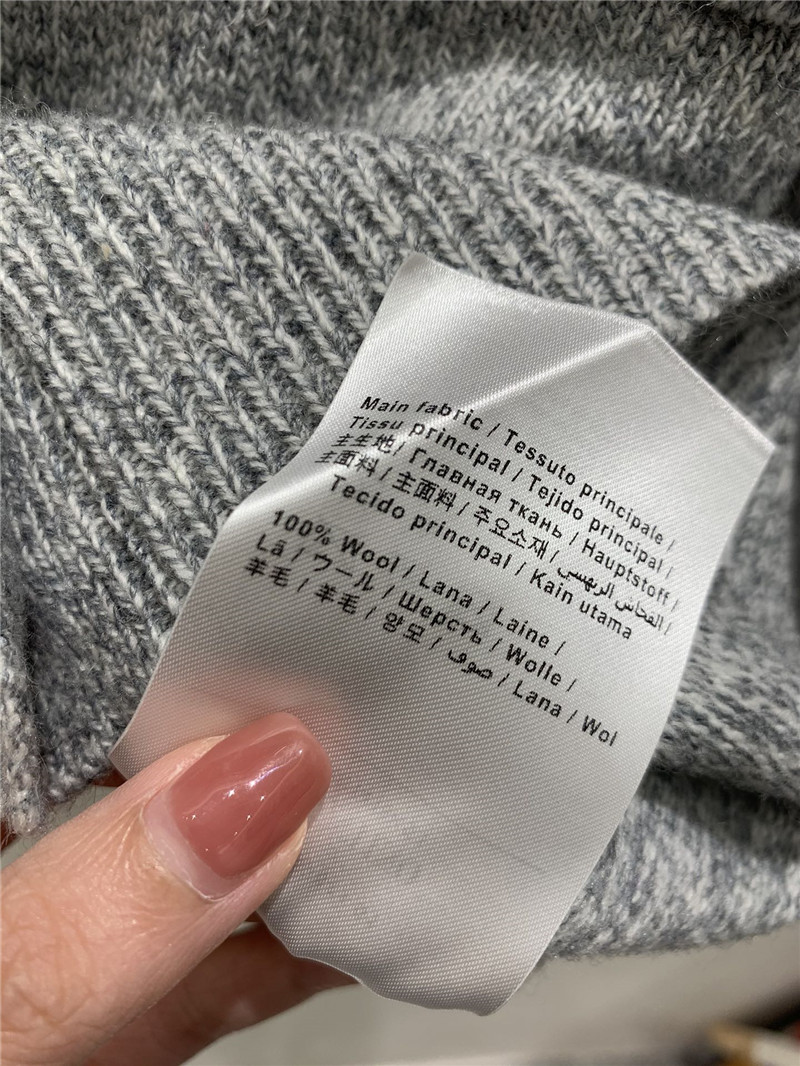 Main fabric / Tessuto principale /
Tissu principal / Tejido principal /
主生地/ Главная ткань / Hauptstoff /
主面料 / 主要面料 / 주요소재 / القماش الرئيسي /
Tecido principal / Kain utama
100% Wool / Lana / Laine /
Lã / ウール / Шерсть / Wolle /
羊毛 / 羊毛 / 양모 / صوف / Lana / Wol